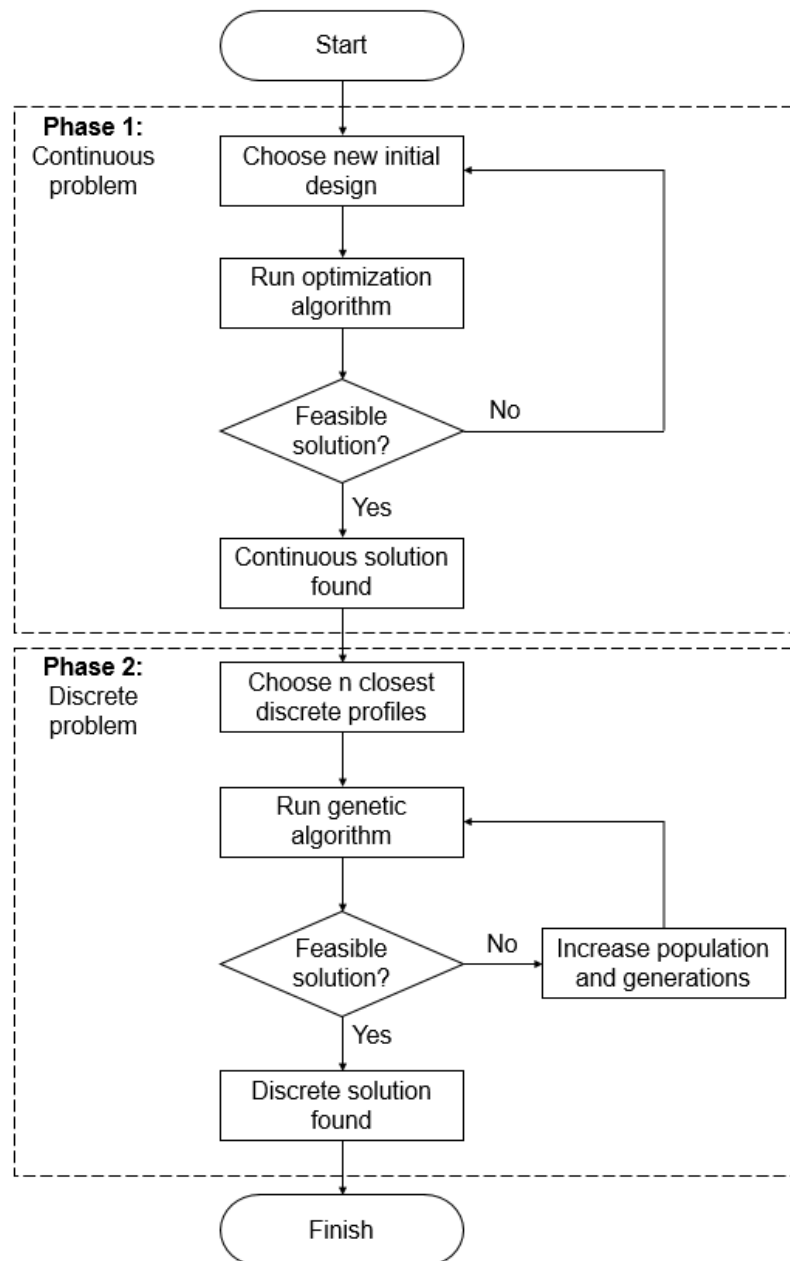 Start
Phase 1:
Continuous
problem
Choose new initial
design
Run optimization
algorithm
Feasible
solution?
No
Yes
Continuous solution
found
Phase 2:
Discrete
problem
Choose n closest
discrete profiles
Run genetic
algorithm
Feasible
solution?
No
Increase population
and generations
Yes
Discrete solution
found
Finish